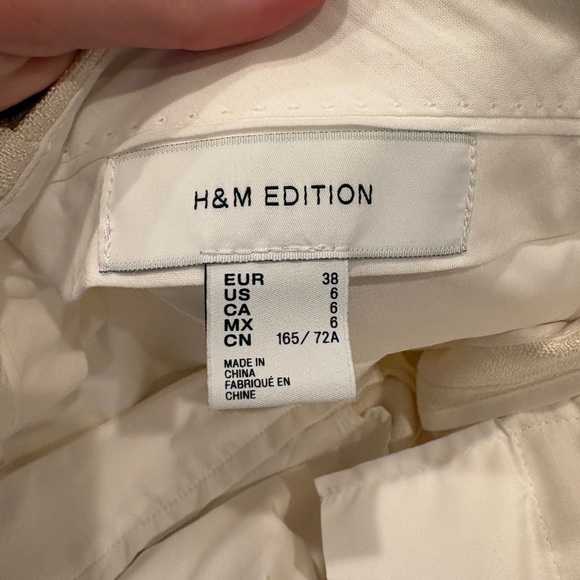 H&M EDITION
EUR 38
US 6
CA 6
MX 6
CN 165/72A
MADE IN
CHINA
FABRIQUÉ EN
CHINE